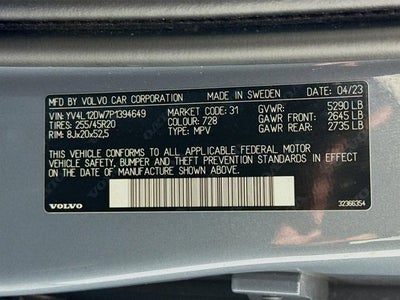 MFD BY VOLVO CAR CORPORATION MADE IN SWEDEN 04/23
VIN: YV4L12DW7P1394649 MARKET CODE: 31 GVWR: 5290 LB
TIRES: 255/45R20 COLOUR: 728 GAWR FRONT: 2645 LB
RIM: 8Jx20x52,5 TYPE: MPV GAWR REAR: 2735 LB
THIS VEHICLE CONFORMS TO ALL APPLICABLE FEDERAL MOTOR
VEHICLE SAFETY, BUMPER AND THEFT PREVENTION STANDARDS IN EFFECT
ON THE DATE OF MANUFACTURE SHOWN ABOVE.
VOLVO 32366354